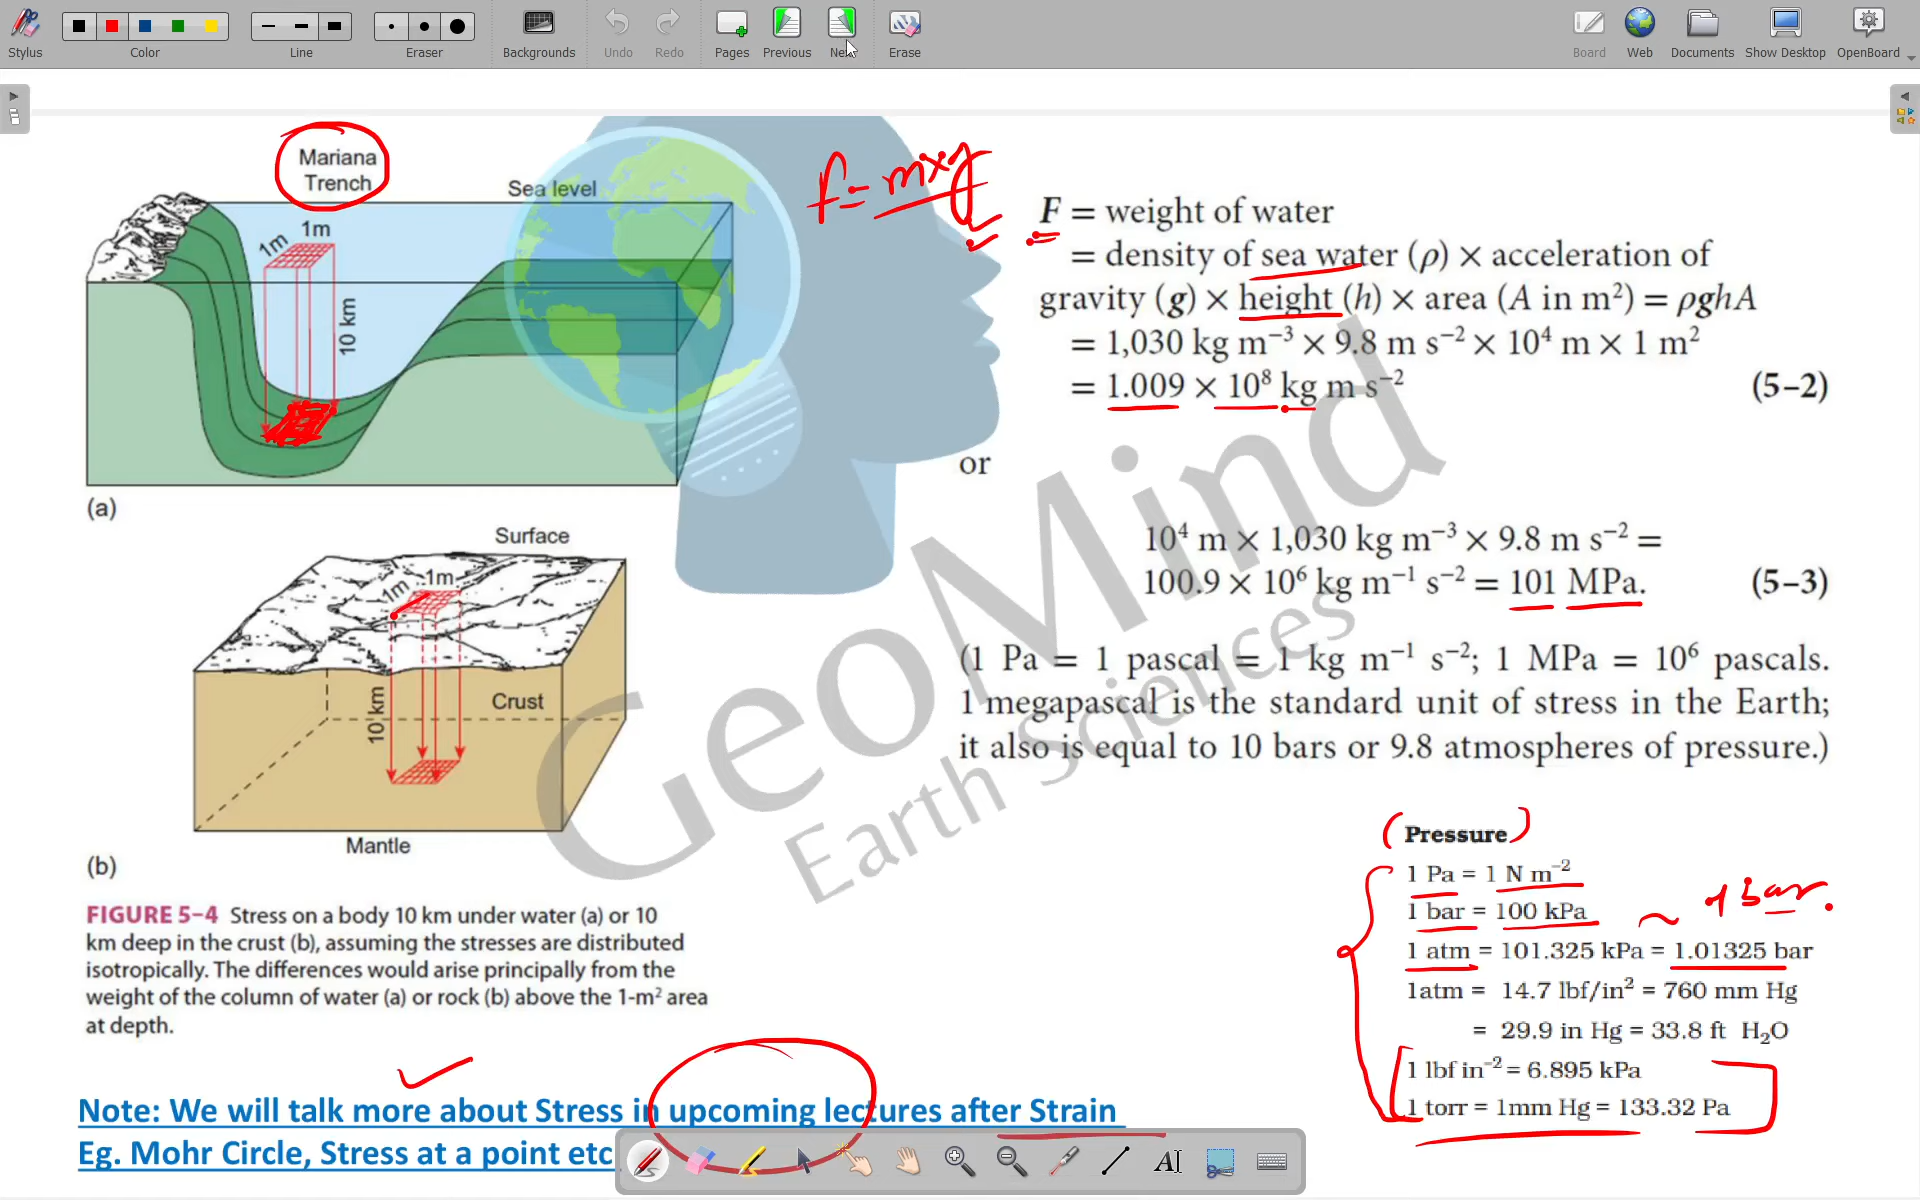 Stylus
Color
Line
Eraser
Backgrounds
Undo
Redo
Pages
Previous
Next
Erase
Board
Web
Documents
Show Desktop
OpenBoard
Mariana
Trench
Sea level
1m
1m
10 km
(a)
f = m × g
F = weight of water
= density of sea water (ρ) × acceleration of
gravity (g) × height (h) × area (A in m²) = ρghA
= 1,030 kg m⁻³ × 9.8 m s⁻² × 10⁴ m × 1 m²
= 1.009 × 10⁸ kg m s⁻² (5–2)
or
10⁴ m × 1,030 kg m⁻³ × 9.8 m s⁻² =
100.9 × 10⁶ kg m⁻¹ s⁻² = 101 MPa. (5–3)
(1 Pa = 1 pascal = 1 kg m⁻¹ s⁻²; 1 MPa = 10⁶ pascals.
1 megapascal is the standard unit of stress in the Earth;
it also is equal to 10 bars or 9.8 atmospheres of pressure.)
GeoMind
Earth Sciences
Surface
1m
1m
10 km
Crust
Mantle
(b)
FIGURE 5–4 Stress on a body 10 km under water (a) or 10
km deep in the crust (b), assuming the stresses are distributed
isotropically. The differences would arise principally from the
weight of the column of water (a) or rock (b) above the 1-m² area
at depth.
(Pressure)
1 Pa = 1 N m⁻²
1 bar = 100 kPa ~ 1 bar.
1 atm = 101.325 kPa = 1.01325 bar
1atm = 14.7 lbf/in² = 760 mm Hg
= 29.9 in Hg = 33.8 ft H₂O
1 lbf in⁻² = 6.895 kPa
1 torr = 1mm Hg = 133.32 Pa
Note: We will talk more about Stress in upcoming lectures after Strain
Eg. Mohr Circle, Stress at a point etc